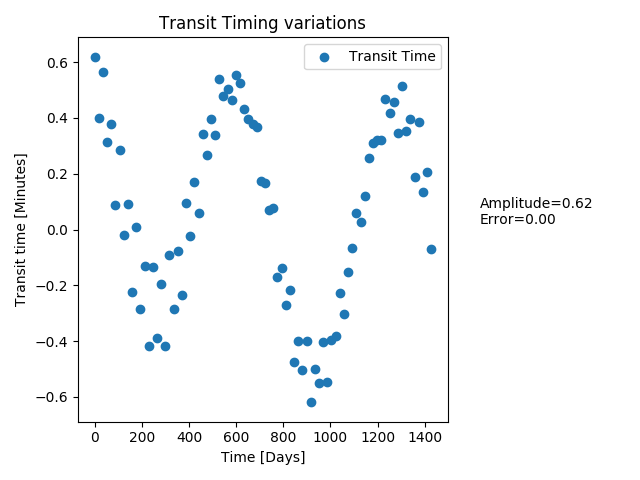 Transit Timing variations
Transit Time
0.6
0.4
0.2
0.0
−0.2
−0.4
−0.6
Transit time [Minutes]
Amplitude=0.62
Error=0.00
0 200 400 600 800 1000 1200 1400
Time [Days]